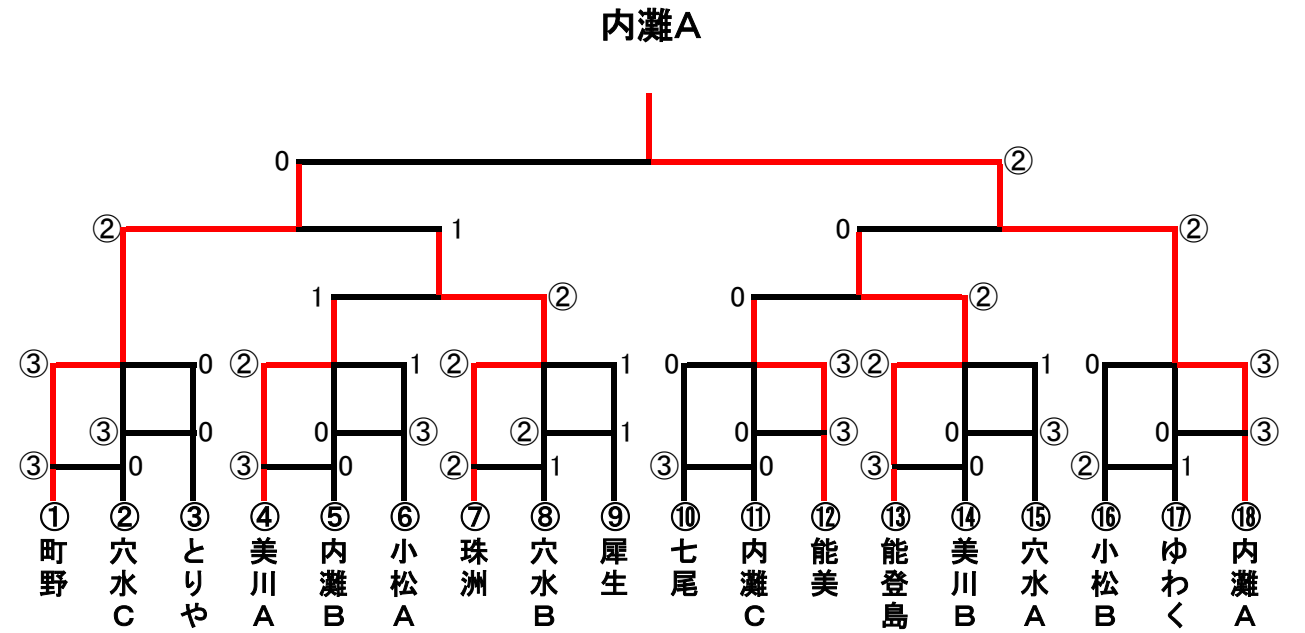 内灘A
0 ②
② 1 0 ②
1 ② 0 ②
③ 0 ② 1 ② 1 0 ③ ② 1 0 ③
③ 0 0 ③ ② 1 0 ③ 0 ③ 0 ③
③ 0 ③ 0 ② 1 ③ 0 ③ 0 ② 1
① ② ③ ④ ⑤ ⑥ ⑦ ⑧ ⑨ ⑩ ⑪ ⑫ ⑬ ⑭ ⑮ ⑯ ⑰ ⑱
町野
穴水C
とりや
美川A
内灘B
小松A
珠洲
穴水B
犀生
七尾
内灘C
能美
能登島
美川B
穴水A
小松B
ゆわく
内灘A